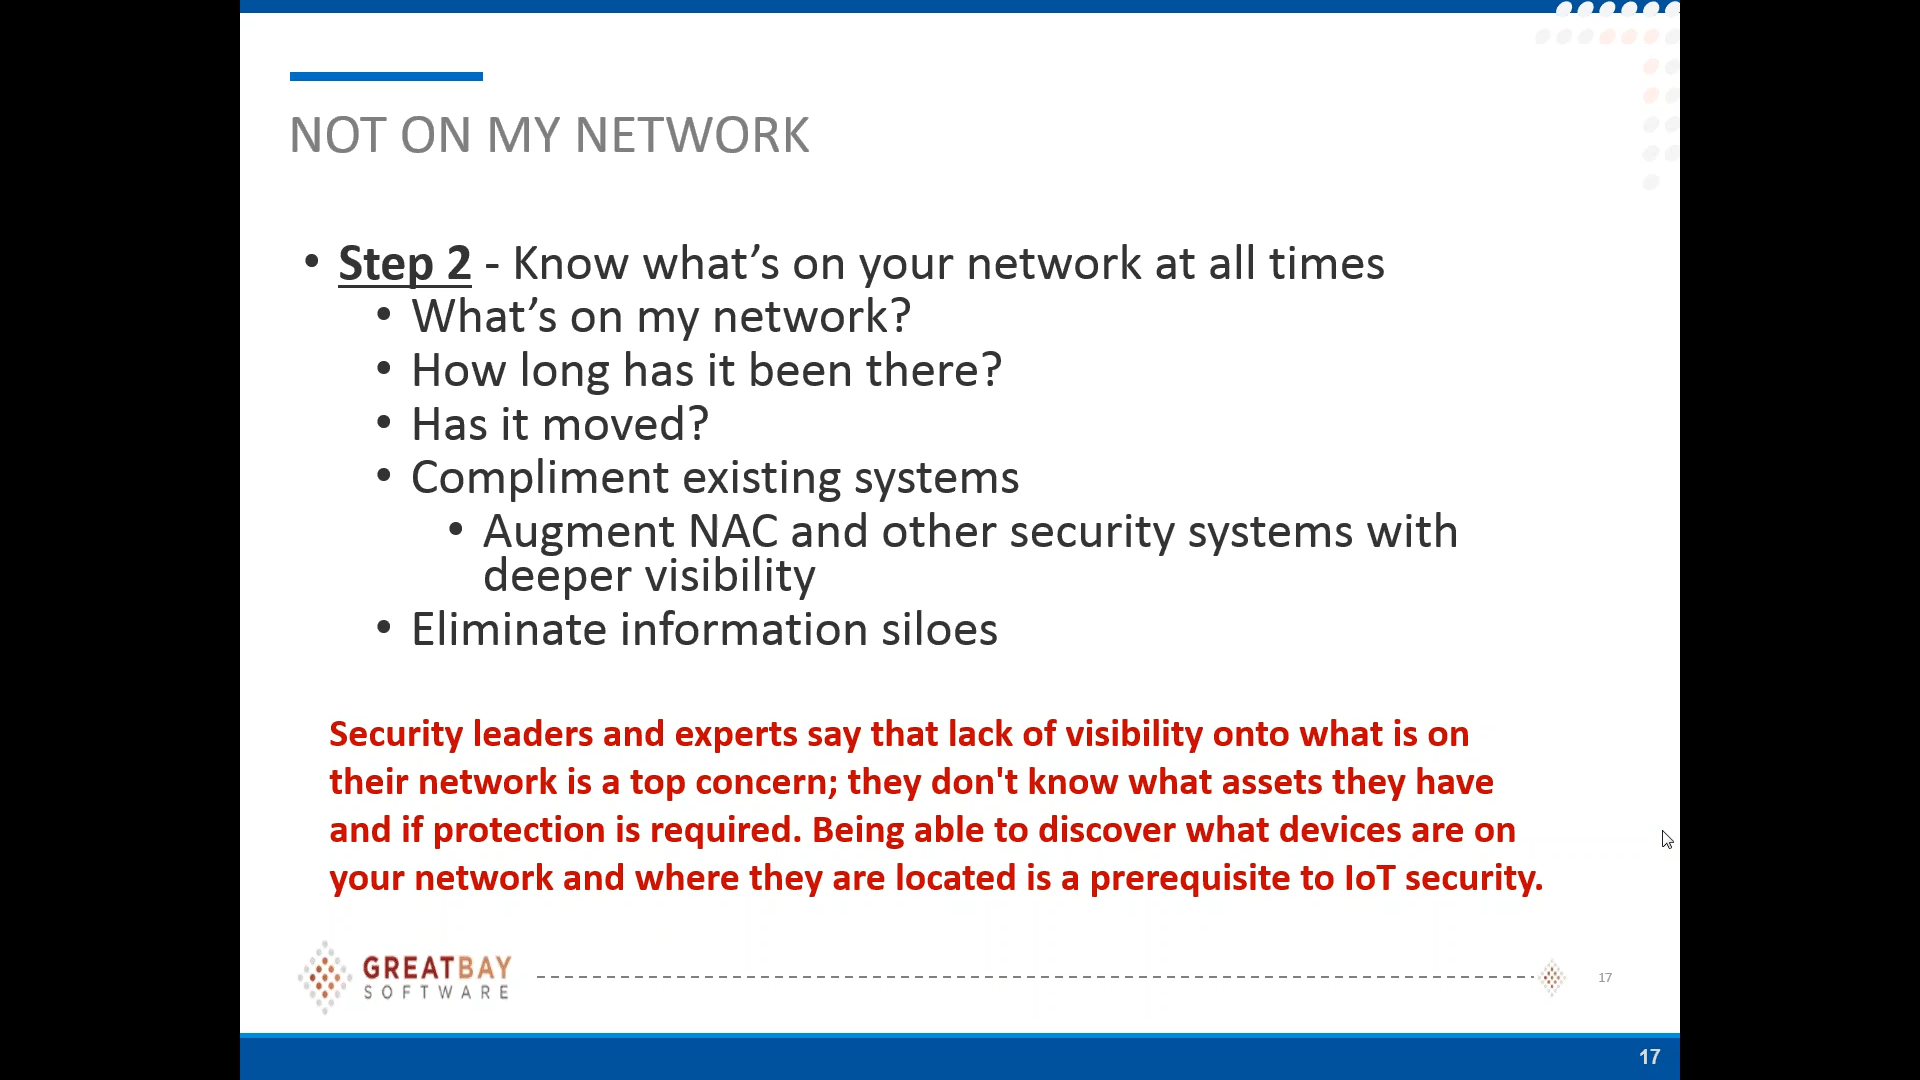 NOT ON MY NETWORK
• Step 2 - Know what’s on your network at all times
• What’s on my network?
• How long has it been there?
• Has it moved?
• Compliment existing systems
• Augment NAC and other security systems with
deeper visibility
• Eliminate information siloes
Security leaders and experts say that lack of visibility onto what is on
their network is a top concern; they don't know what assets they have
and if protection is required. Being able to discover what devices are on
your network and where they are located is a prerequisite to IoT security.
GREATBAY
SOFTWARE
17
17